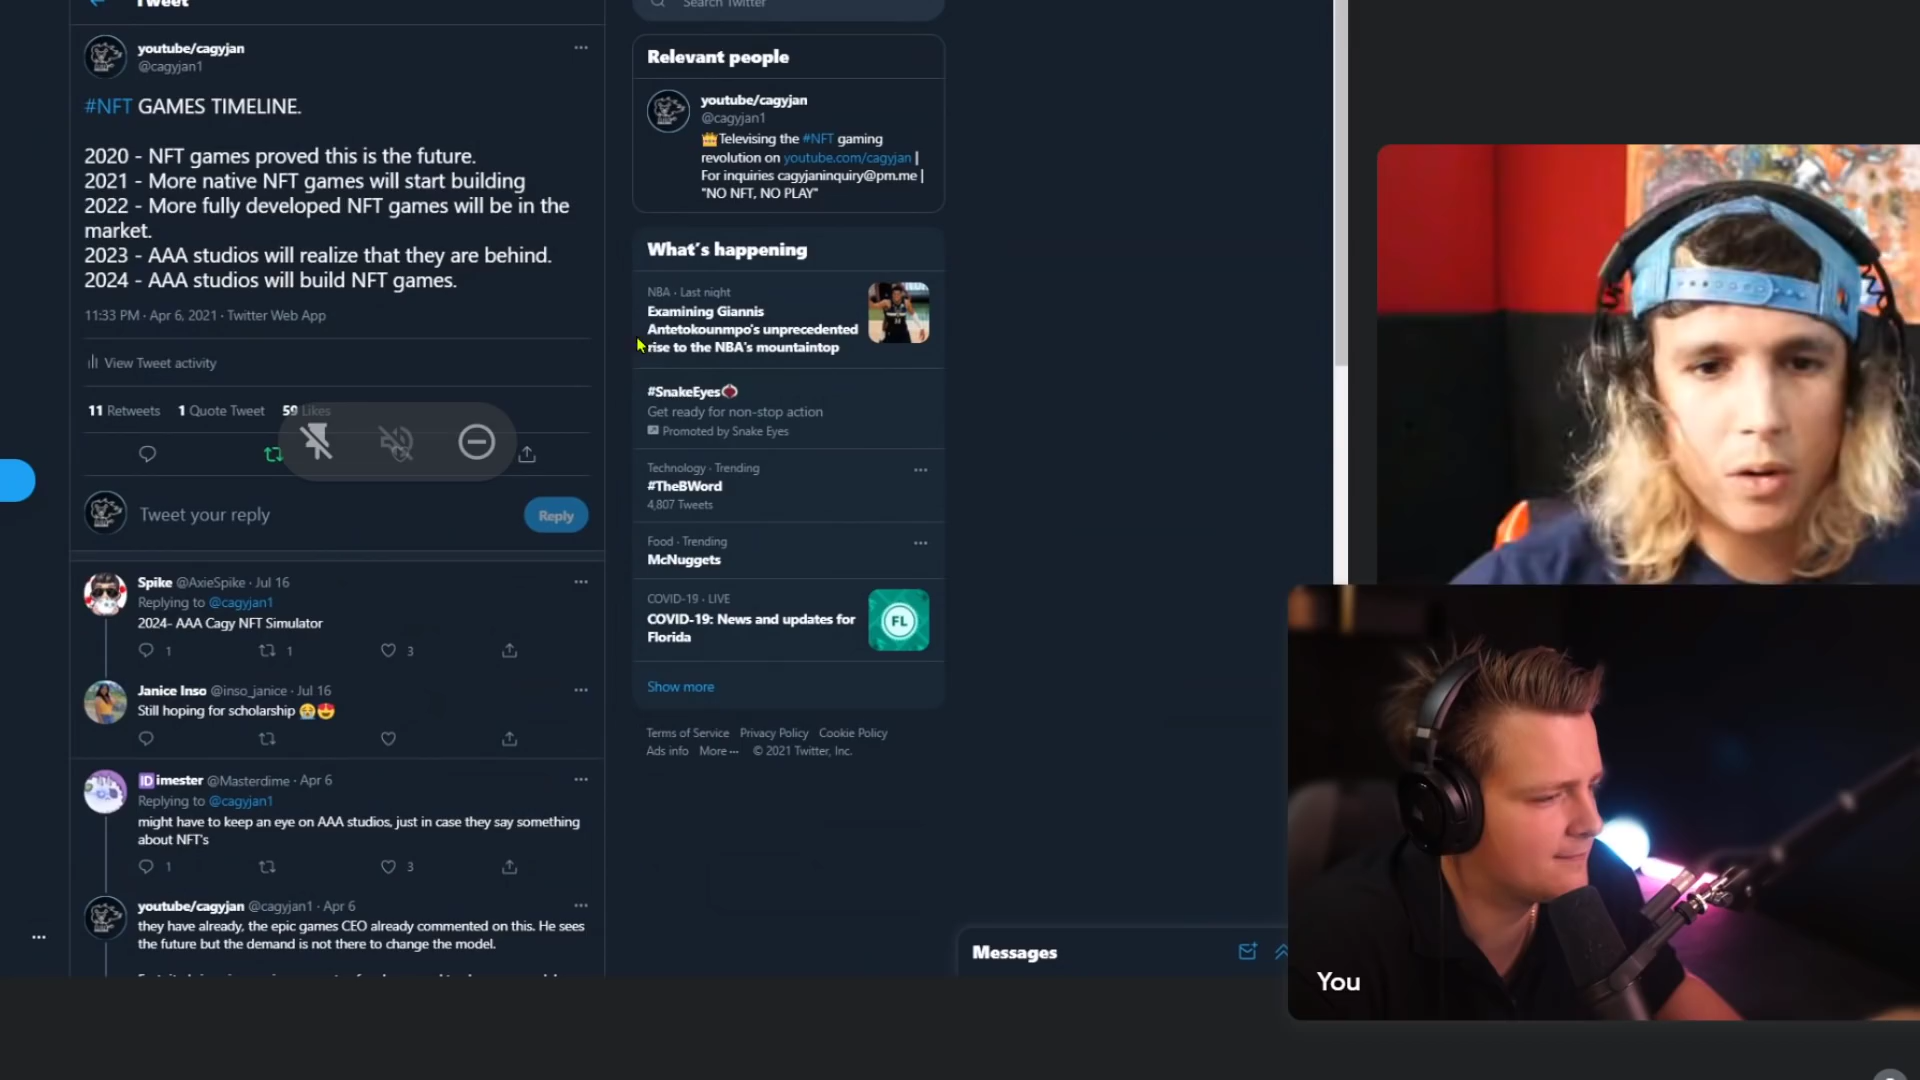 Tweet
Search Twitter
youtube/cagyjan
@cagyjan1
#NFT GAMES TIMELINE.
2020 - NFT games proved this is the future.
2021 - More native NFT games will start building
2022 - More fully developed NFT games will be in the
market.
2023 - AAA studios will realize that they are behind.
2024 - AAA studios will build NFT games.
11:33 PM · Apr 6, 2021 · Twitter Web App
View Tweet activity
11 Retweets 1 Quote Tweet 59 Likes
Tweet your reply
Reply
Spike @AxieSpike · Jul 16
Replying to @cagyjan1
2024- AAA Cagy NFT Simulator
1 1 3
Janice Inso @inso_janice · Jul 16
Still hoping for scholarship 😭😍
🆔imester @Masterdime · Apr 6
Replying to @cagyjan1
might have to keep an eye on AAA studios, just in case they say something
about NFT's
1 3
youtube/cagyjan @cagyjan1 · Apr 6
they have already, the epic games CEO already commented on this. He sees
the future but the demand is not there to change the model.
Relevant people
youtube/cagyjan
@cagyjan1
👑Televising the #NFT gaming
revolution on youtube.com/cagyjan |
For inquiries cagyjaninquiry@pm.me |
"NO NFT, NO PLAY"
What's happening
NBA · Last night
Examining Giannis
Antetokounmpo's unprecedented
rise to the NBA's mountaintop
#SnakeEyes
Get ready for non-stop action
Promoted by Snake Eyes
Technology · Trending
#TheBWord
4,807 Tweets
Food · Trending
McNuggets
COVID-19 · LIVE
COVID-19: News and updates for
Florida
FL
Show more
Terms of Service Privacy Policy Cookie Policy
Ads info More ··· © 2021 Twitter, Inc.
Messages
You